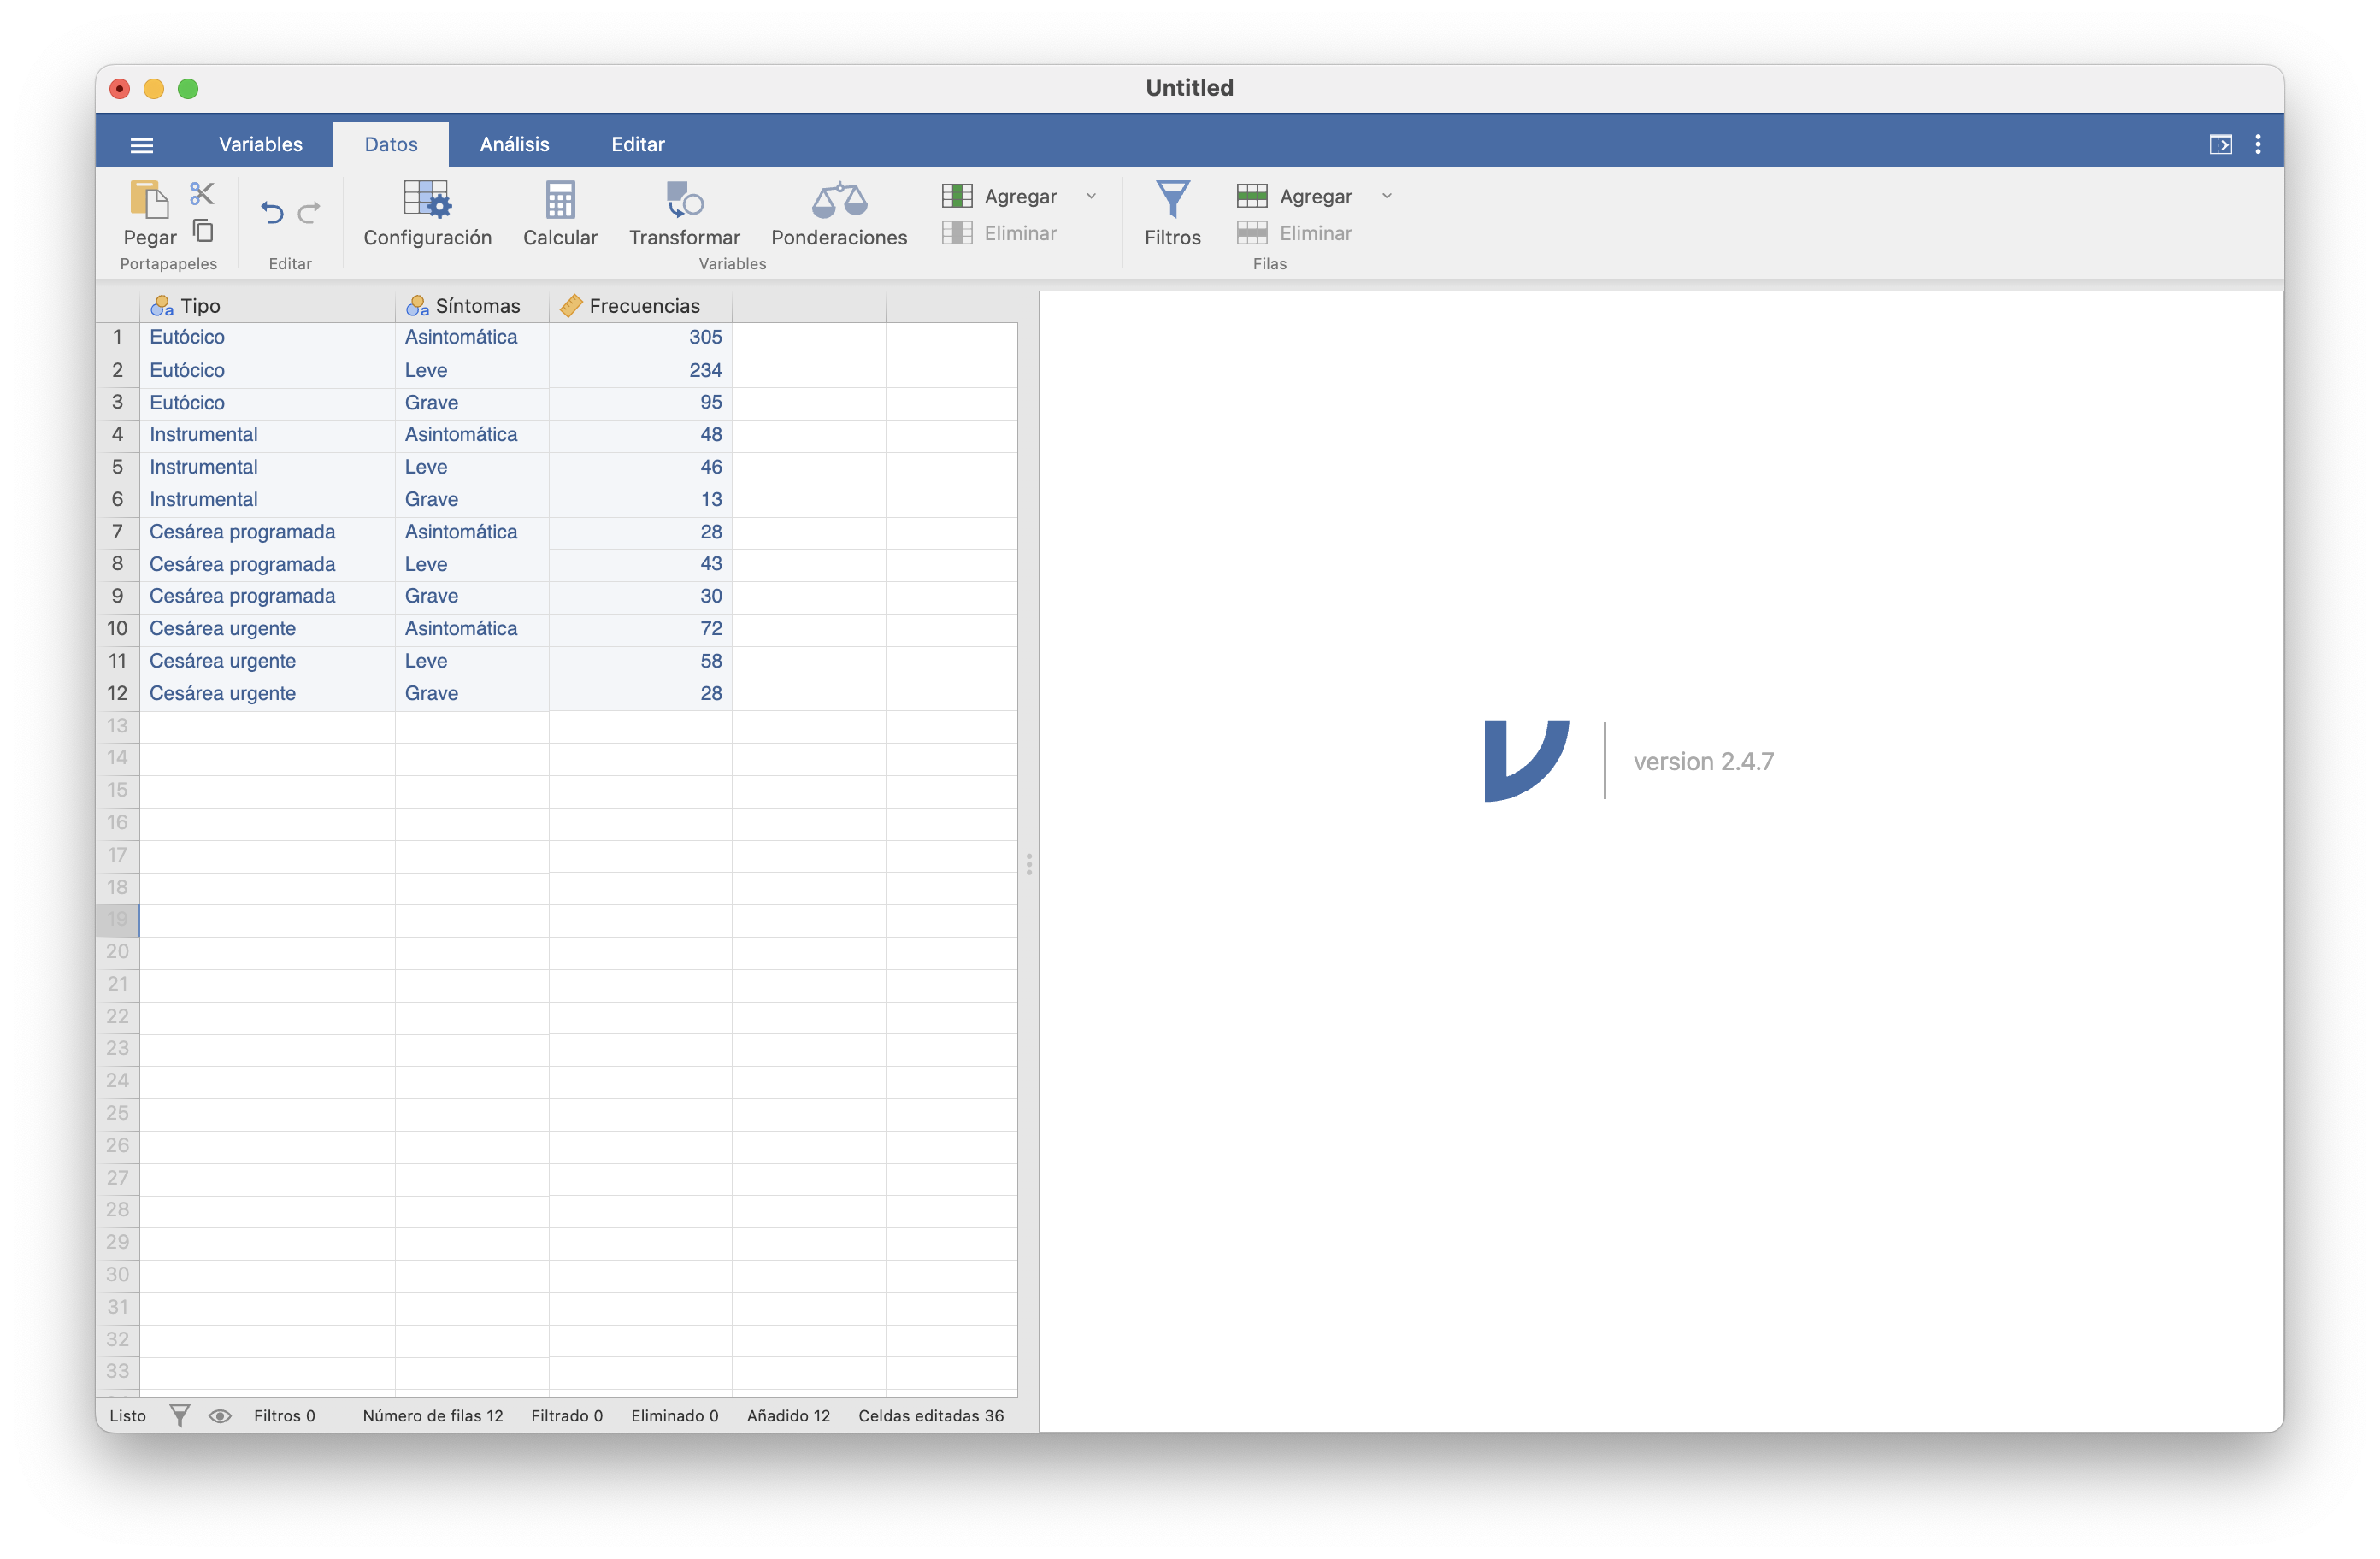 Untitled
Variables Datos Análisis Editar
Pegar Configuración Calcular Transformar Ponderaciones Agregar Eliminar Filtros Agregar Eliminar
Portapapeles Editar Variables Filas
Tipo Síntomas Frecuencias
1 Eutócico Asintomática 305
2 Eutócico Leve 234
3 Eutócico Grave 95
4 Instrumental Asintomática 48
5 Instrumental Leve 46
6 Instrumental Grave 13
7 Cesárea programada Asintomática 28
8 Cesárea programada Leve 43
9 Cesárea programada Grave 30
10 Cesárea urgente Asintomática 72
11 Cesárea urgente Leve 58
12 Cesárea urgente Grave 28
13
14
15
16
17
18
19
20
21
22
23
24
25
26
27
28
29
30
31
32
33
version 2.4.7
Listo Filtros 0 Número de filas 12 Filtrado 0 Eliminado 0 Añadido 12 Celdas editadas 36